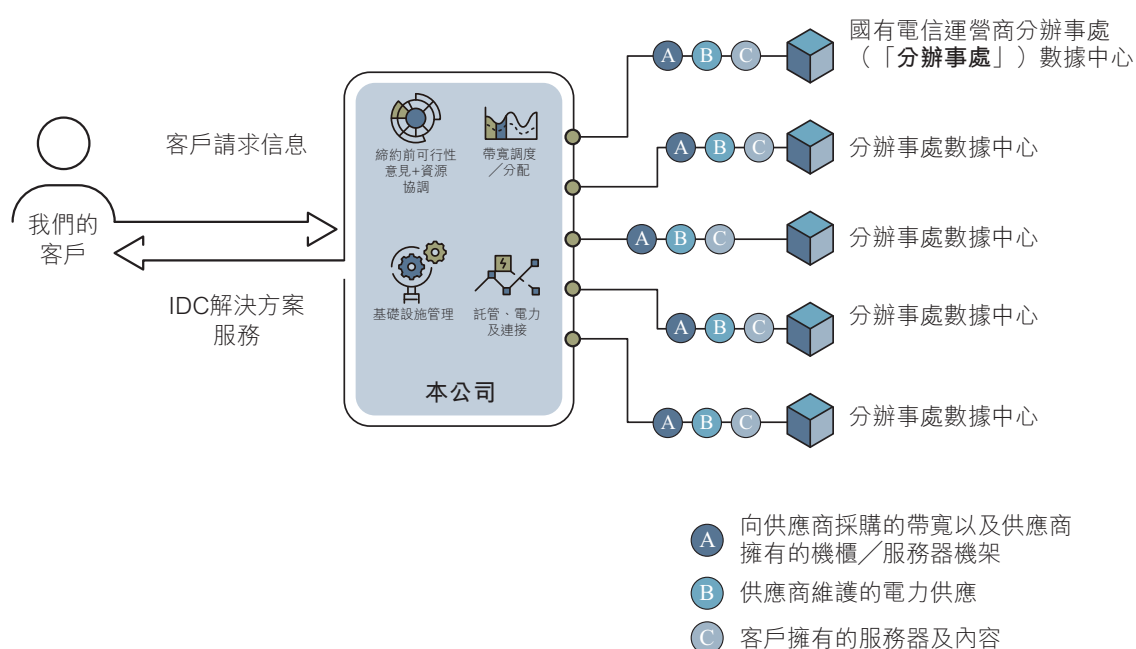 我們的
客戶
客戶請求信息
IDC解決方案
服務
締約前可行性
意見+資源
協調
帶寬調度
／分配
基礎設施管理
託管、電力
及連接
本公司
A B C
國有電信運營商分辦事處
（「分辦事處」）數據中心
A B C
分辦事處數據中心
A B C
分辦事處數據中心
A B C
分辦事處數據中心
A B C
分辦事處數據中心
A 向供應商採購的帶寬以及供應商
擁有的機櫃／服務器機架
B 供應商維護的電力供應
C 客戶擁有的服務器及內容